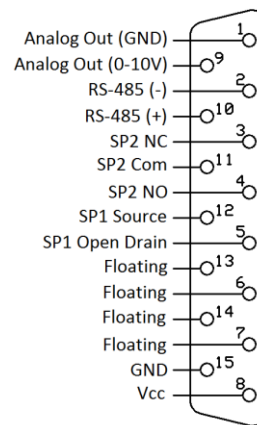 Analog Out (GND) 1
Analog Out (0-10V) 9
RS-485 (-) 2
RS-485 (+) 10
SP2 NC 3
SP2 Com 11
SP2 NO 4
SP1 Source 12
SP1 Open Drain 5
Floating 13
Floating 6
Floating 14
Floating 7
GND 15
Vcc 8